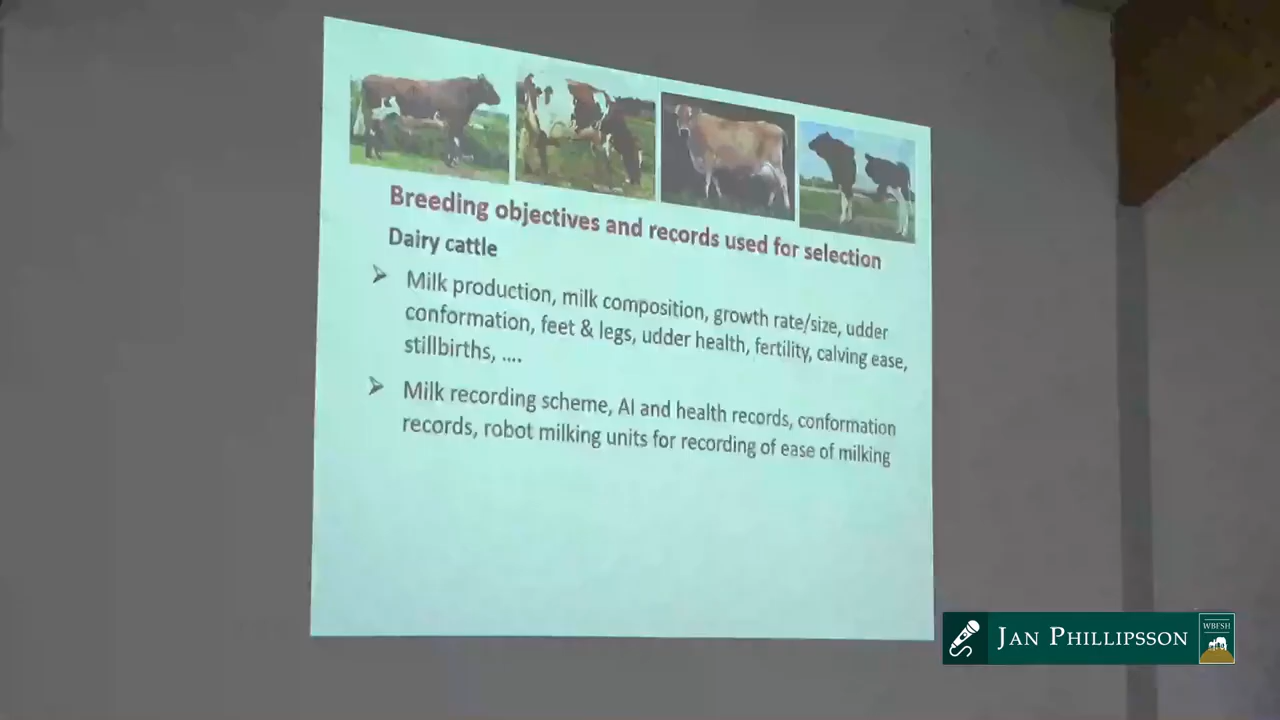 Breeding objectives and records used for selection
Dairy cattle
Milk production, milk composition, growth rate/size, udder
conformation, feet & legs, udder health, fertility, calving ease,
stillbirths, ....
Milk recording scheme, AI and health records, conformation
records, robot milking units for recording of ease of milking
JAN PHILLIPSSON
WBFSH